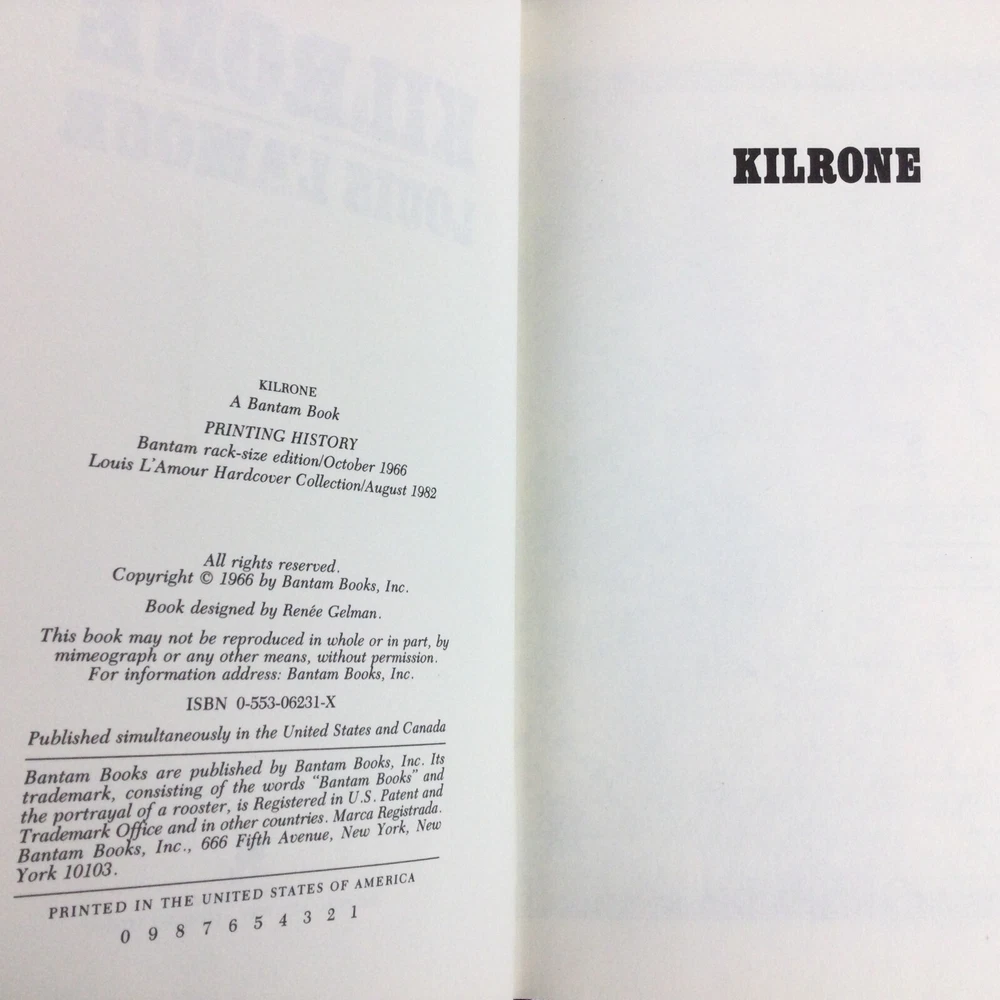 KILRONE
A Bantam Book
PRINTING HISTORY
Bantam rack-size edition/October 1966
Louis L'Amour Hardcover Collection/August 1982
All rights reserved.
Copyright © 1966 by Bantam Books, Inc.
Book designed by Renée Gelman.
This book may not be reproduced in whole or in part, by
mimeograph or any other means, without permission.
For information address: Bantam Books, Inc.
ISBN 0-553-06231-X
Published simultaneously in the United States and Canada
Bantam Books are published by Bantam Books, Inc. Its
trademark, consisting of the words "Bantam Books" and
the portrayal of a rooster, is Registered in U.S. Patent and
Trademark Office and in other countries. Marca Registrada.
Bantam Books, Inc., 666 Fifth Avenue, New York, New
York 10103.
PRINTED IN THE UNITED STATES OF AMERICA
0 9 8 7 6 5 4 3 2 1
KILRONE